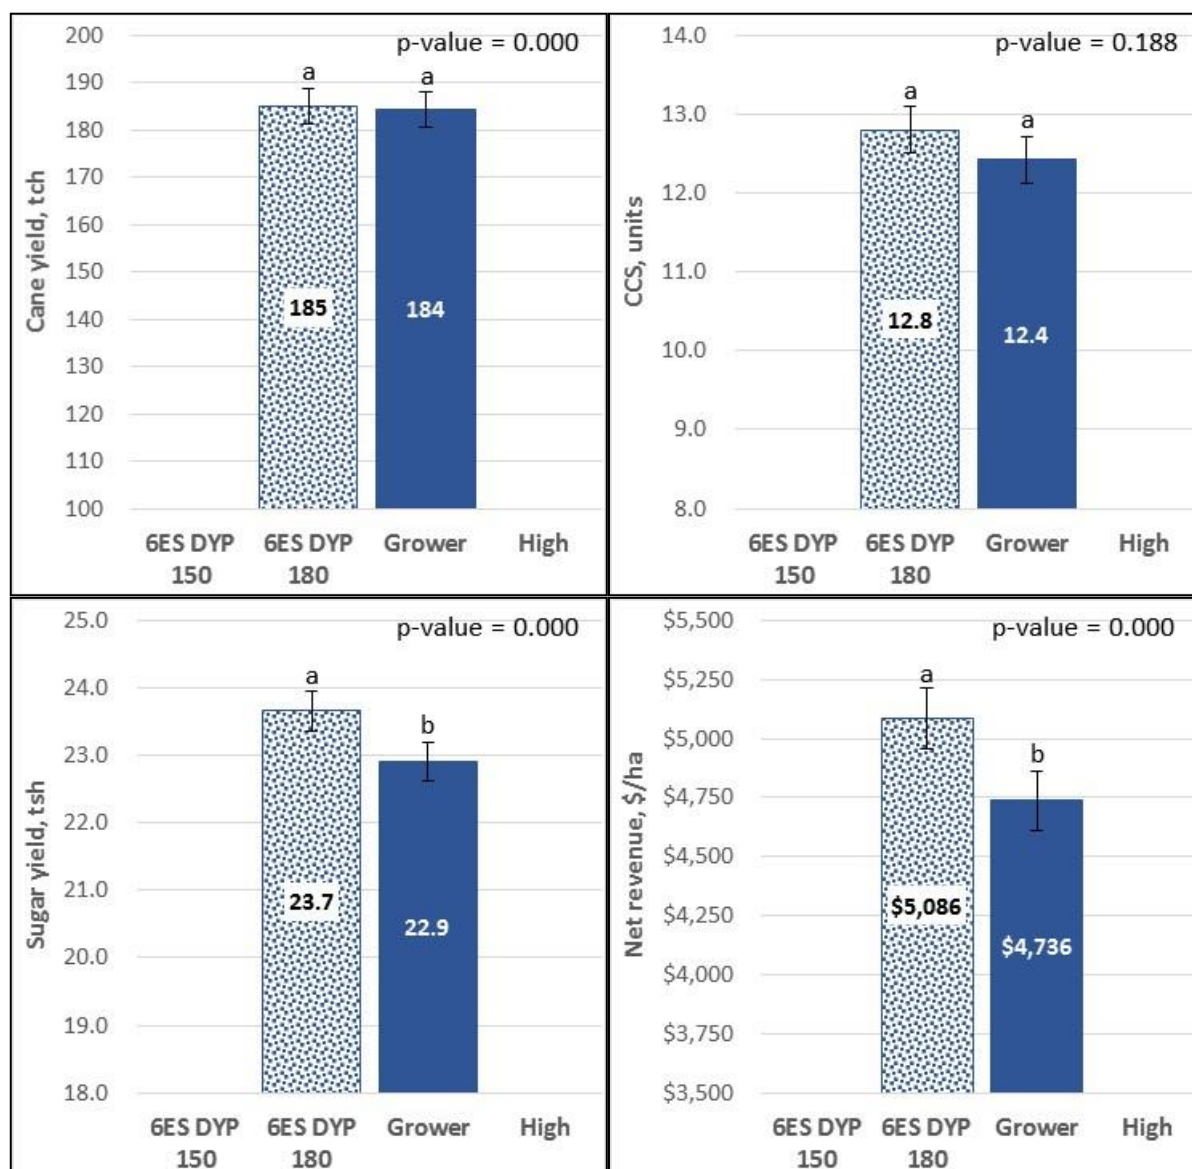 p-value = 0.000
Cane yield, tch
200
190
180
170
160
150
140
130
120
110
100
a
a
185
184
6ES DYP
150
6ES DYP
180
Grower
High
p-value = 0.188
CCS, units
14.0
13.0
12.0
11.0
10.0
9.0
8.0
a
a
12.8
12.4
6ES DYP
150
6ES DYP
180
Grower
High
p-value = 0.000
Sugar yield, tsh
25.0
24.0
23.0
22.0
21.0
20.0
19.0
18.0
a
b
23.7
22.9
6ES DYP
150
6ES DYP
180
Grower
High
p-value = 0.000
Net revenue, $/ha
$5,500
$5,250
$5,000
$4,750
$4,500
$4,250
$4,000
$3,750
$3,500
a
b
$5,086
$4,736
6ES DYP
150
6ES DYP
180
Grower
High